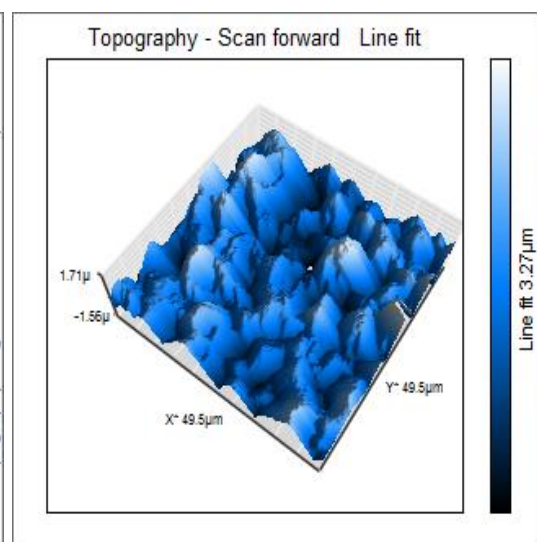 Topography - Scan forward Line fit
1.71µ
-1.56µ
X* 49.5µm
Y* 49.5µm
Line fit 3.27µm